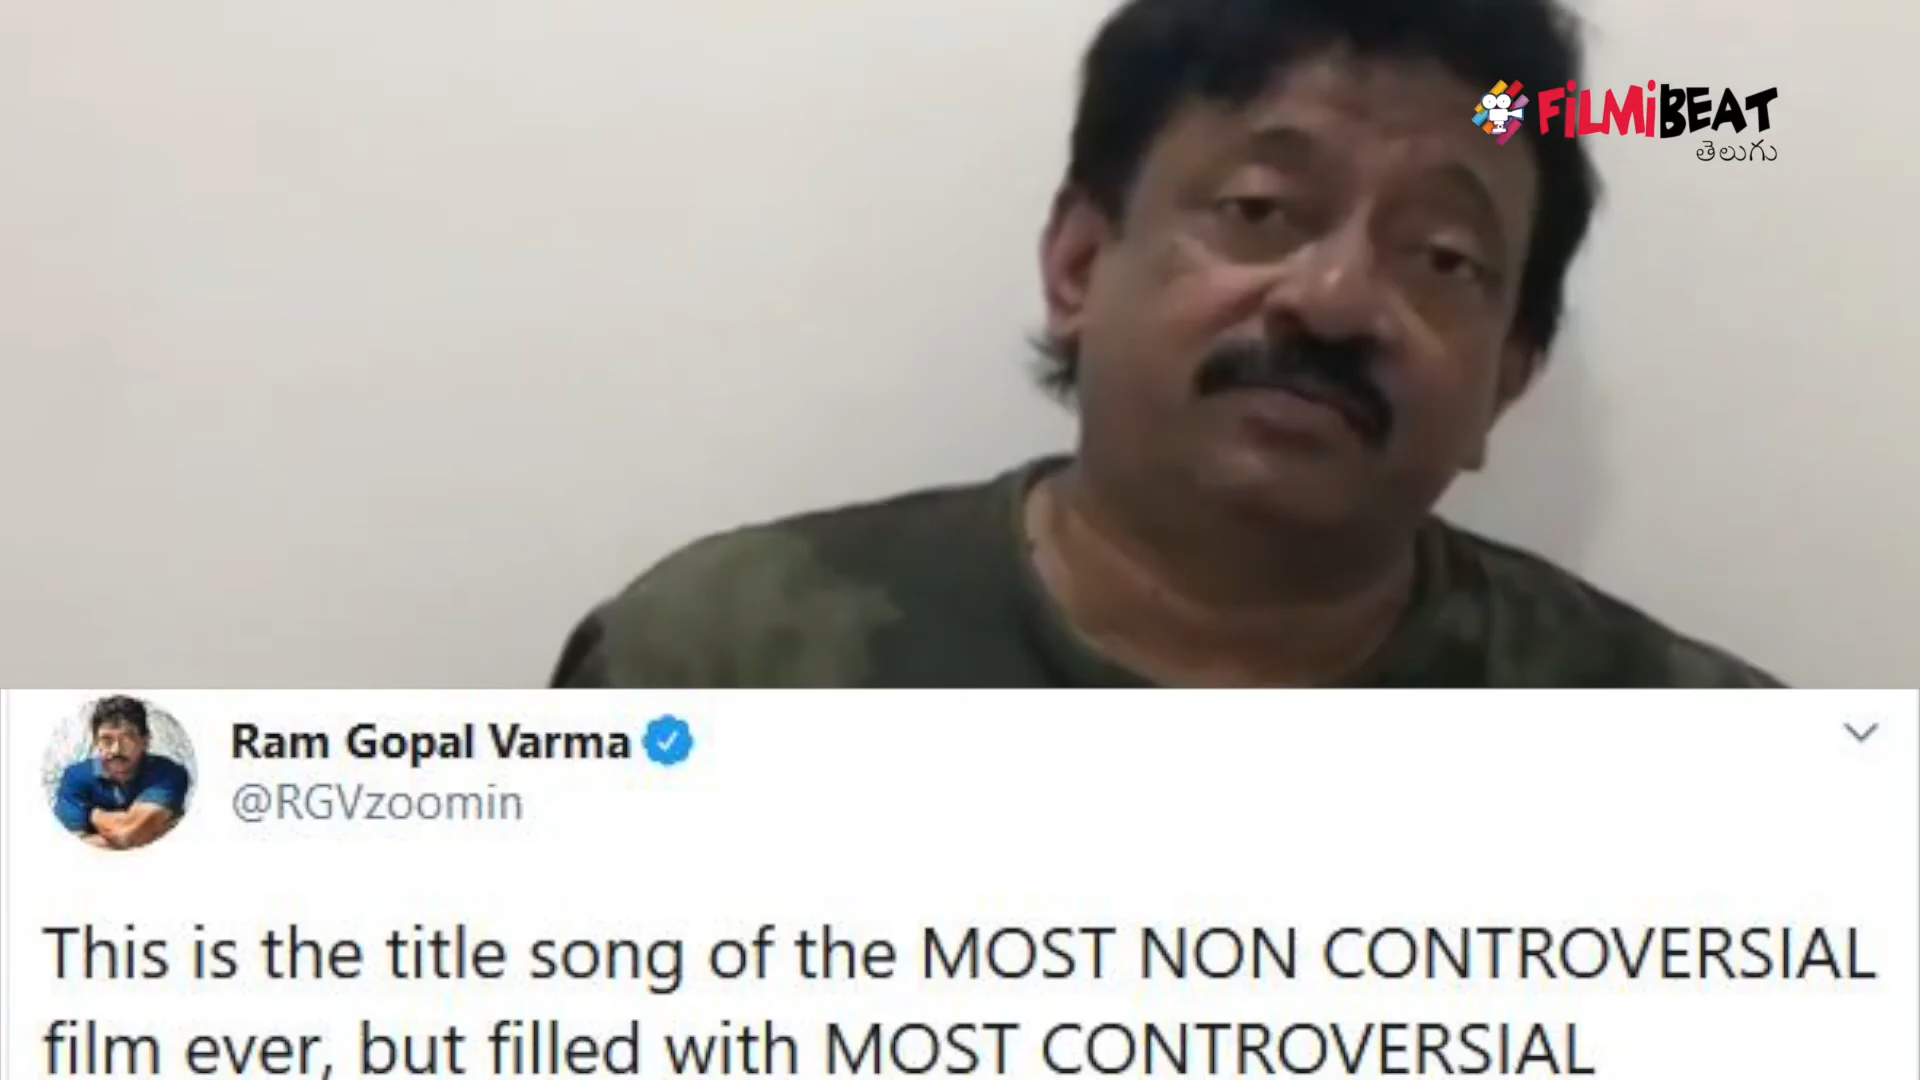 FiLMiBEAT
తెలుగు
Ram Gopal Varma
@RGVzoomin
This is the title song of the MOST NON CONTROVERSIAL
film ever, but filled with MOST CONTROVERSIAL